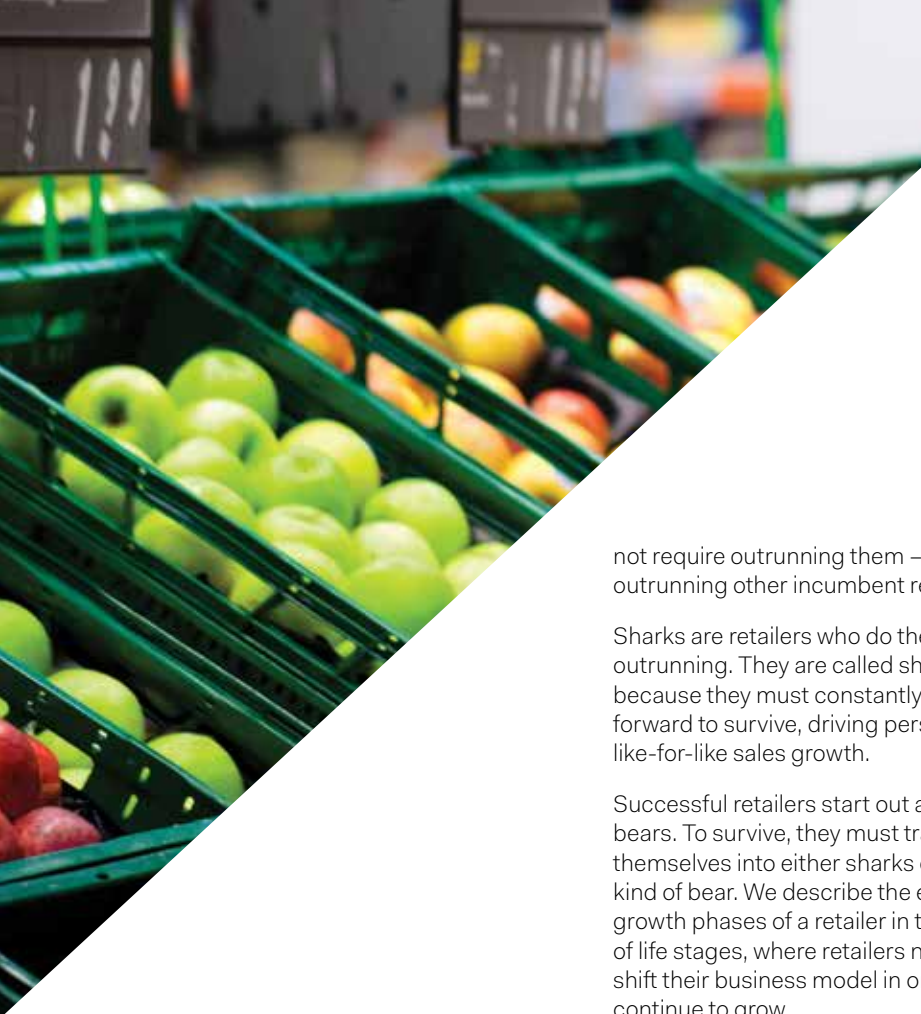 1.99
1.99
not require outrunning them –
outrunning other incumbent re
Sharks are retailers who do the
outrunning. They are called sh
because they must constantly
forward to survive, driving pers
like-for-like sales growth.
Successful retailers start out a
bears. To survive, they must tra
themselves into either sharks o
kind of bear. We describe the e
growth phases of a retailer in t
of life stages, where retailers n
shift their business model in o
continue to grow.